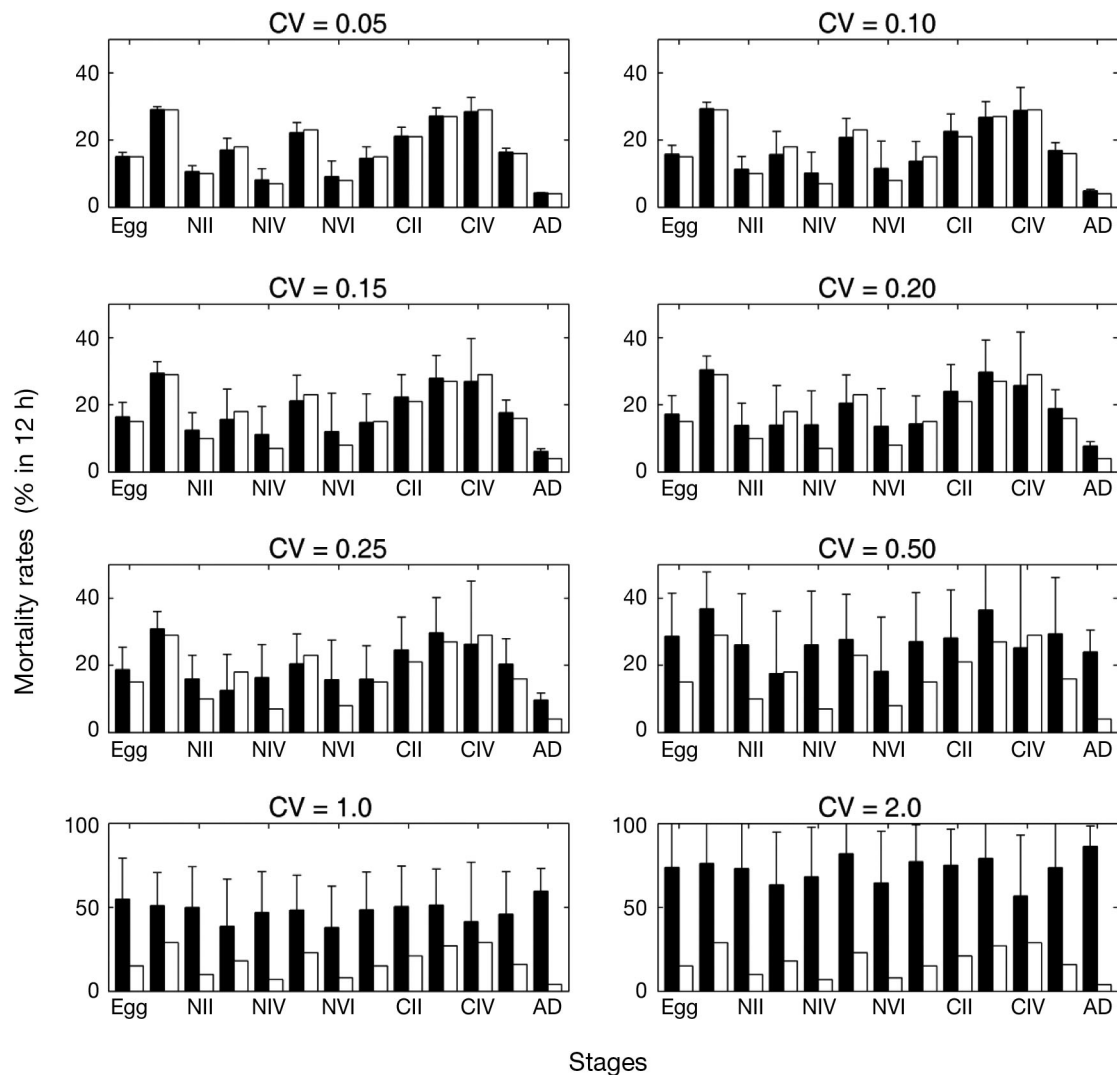 CV = 0.05
CV = 0.10
40
20
0
Egg NII NIV NVI CII CIV AD
40
20
0
Egg NII NIV NVI CII CIV AD
CV = 0.15
CV = 0.20
40
20
0
Egg NII NIV NVI CII CIV AD
40
20
0
Egg NII NIV NVI CII CIV AD
Mortality rates (% in 12 h)
CV = 0.25
CV = 0.50
40
20
0
Egg NII NIV NVI CII CIV AD
40
20
0
Egg NII NIV NVI CII CIV AD
CV = 1.0
CV = 2.0
100
50
0
Egg NII NIV NVI CII CIV AD
100
50
0
Egg NII NIV NVI CII CIV AD
Stages